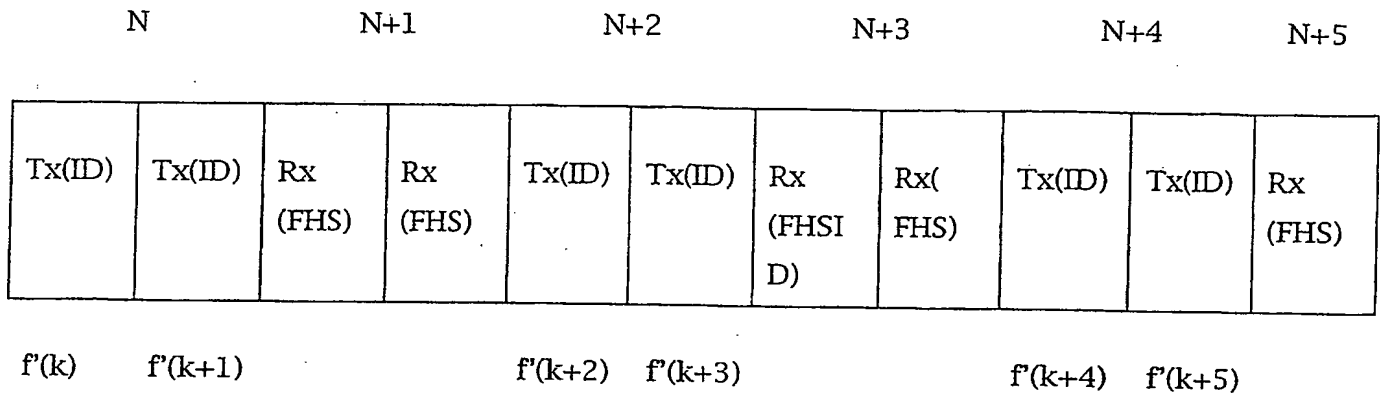 N N+1 N+2 N+3 N+4 N+5
Tx(ID) Tx(ID) Rx Rx Tx(ID) Tx(ID) Rx Rx( Tx(ID) Tx(ID) Rx
(FHS) (FHS) (FHSI FHS) (FHS)
D)
f'(k) f'(k+1) f'(k+2) f'(k+3) f'(k+4) f'(k+5)